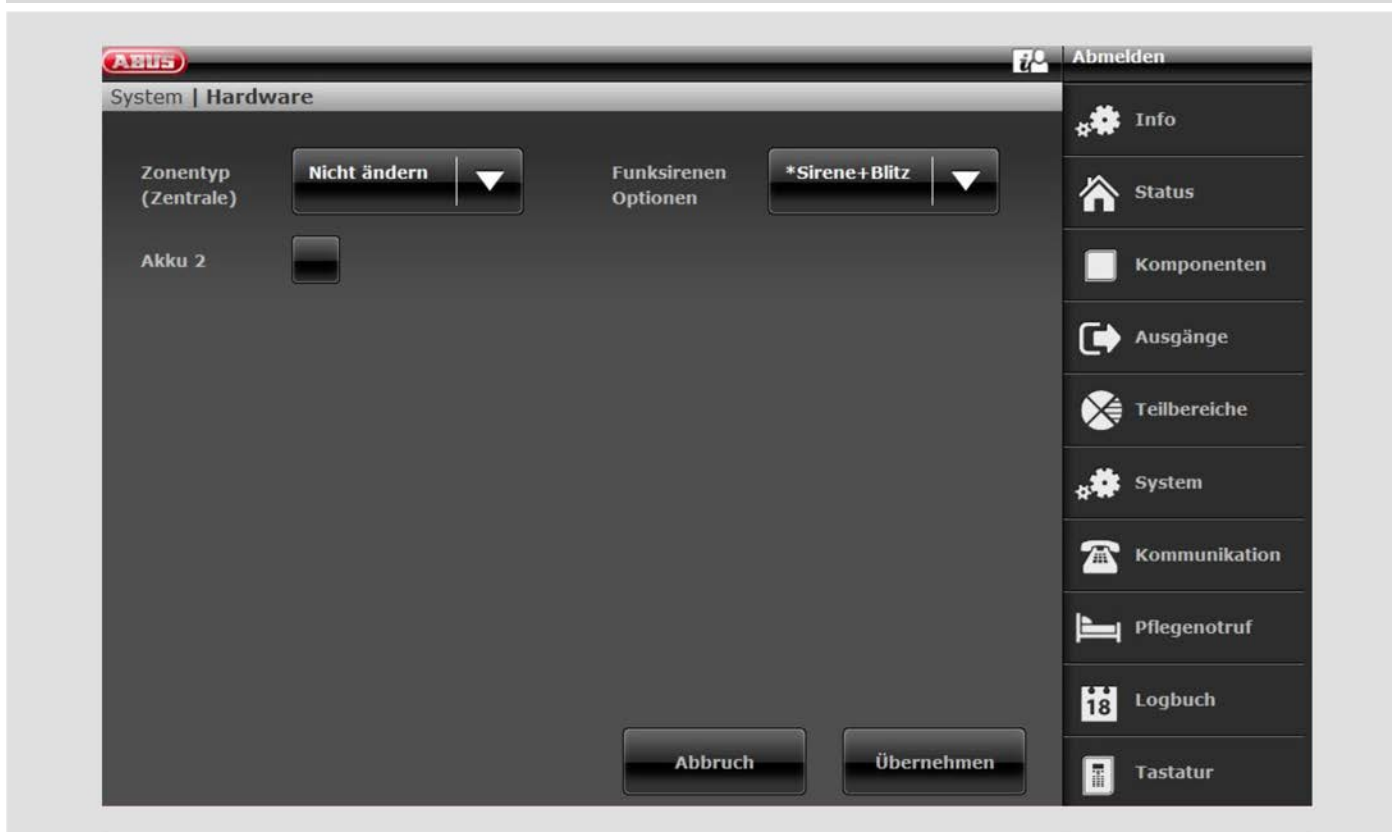 ABUS
i
Abmelden
System | Hardware
Zonentyp
(Zentrale)
Nicht ändern
Funksirenen
Optionen
*Sirene+Blitz
Akku 2
Abbruch
Übernehmen
Info
Status
Komponenten
Ausgänge
Teilbereiche
System
Kommunikation
Pflegenotruf
18
Logbuch
Tastatur